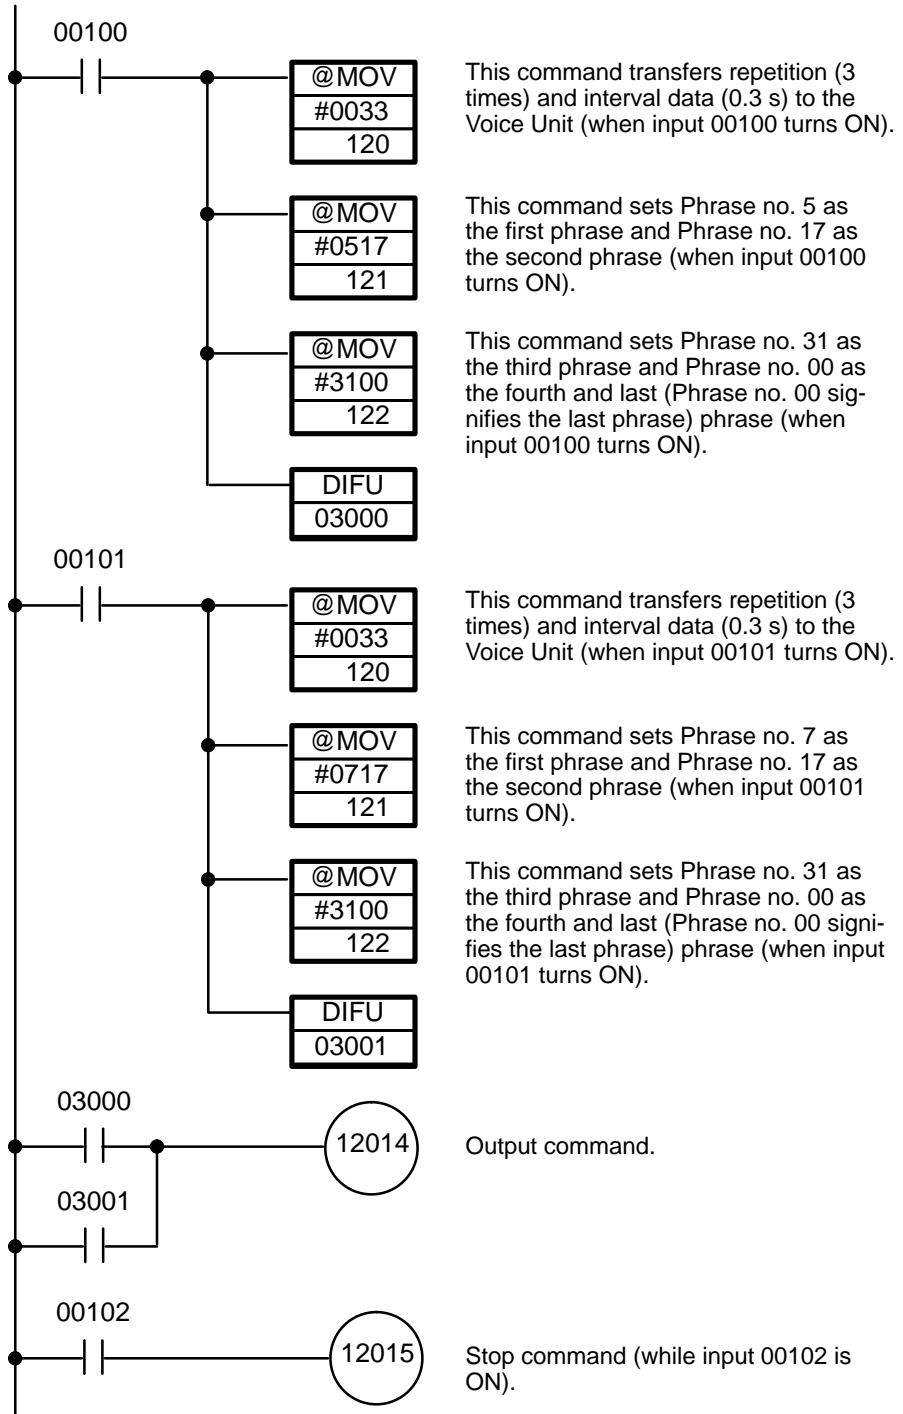 00100
@MOV
#0033
120
This command transfers repetition (3
times) and interval data (0.3 s) to the
Voice Unit (when input 00100 turns ON).
@MOV
#0517
121
This command sets Phrase no. 5 as
the first phrase and Phrase no. 17 as
the second phrase (when input 00100
turns ON).
@MOV
#3100
122
This command sets Phrase no. 31 as
the third phrase and Phrase no. 00 as
the fourth and last (Phrase no. 00 sig-
nifies the last phrase) phrase (when
input 00100 turns ON).
DIFU
03000
00101
@MOV
#0033
120
This command transfers repetition (3
times) and interval data (0.3 s) to the
Voice Unit (when input 00101 turns ON).
@MOV
#0717
121
This command sets Phrase no. 7 as
the first phrase and Phrase no. 17 as
the second phrase (when input 00101
turns ON).
@MOV
#3100
122
This command sets Phrase no. 31 as
the third phrase and Phrase no. 00 as
the fourth and last (Phrase no. 00 signi-
fies the last phrase) phrase (when input
00101 turns ON).
DIFU
03001
03000
12014
Output command.
03001
00102
12015
Stop command (while input 00102 is
ON).